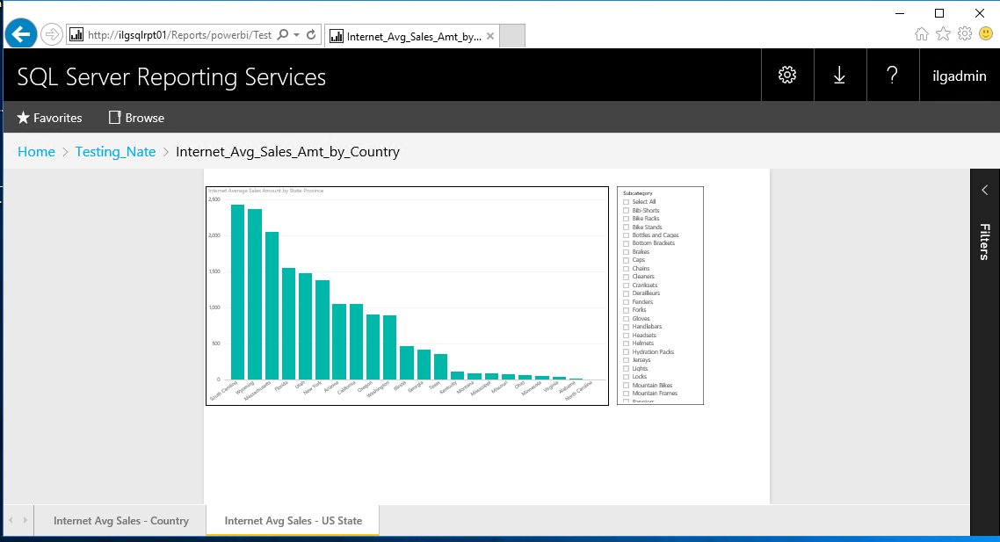 http://ilgsqlrpt01/Reports/powerbi/Test
Internet_Avg_Sales_Amt_by...
SQL Server Reporting Services
?
ilgadmin
Favorites
Browse
Home > Testing_Nate > Internet_Avg_Sales_Amt_by_Country
Internet Average Sales Amount by State-Province
2,500
2,000
1,500
1,000
500
0
South Carolina
Wyoming
Massachusetts
Florida
Utah
New York
Arizona
California
Oregon
Washington
Illinois
Georgia
Texas
Kentucky
Montana
Mississippi
Missouri
Ohio
Minnesota
Virginia
Alabama
North Carolina
Subcategory
Select All
Bib-Shorts
Bike Racks
Bike Stands
Bottles and Cages
Bottom Brackets
Brakes
Caps
Chains
Cleaners
Cranksets
Derailleurs
Fenders
Forks
Gloves
Handlebars
Headsets
Helmets
Hydration Packs
Jerseys
Lights
Locks
Mountain Bikes
Mountain Frames
Panniers
Filters
Internet Avg Sales - Country
Internet Avg Sales - US State